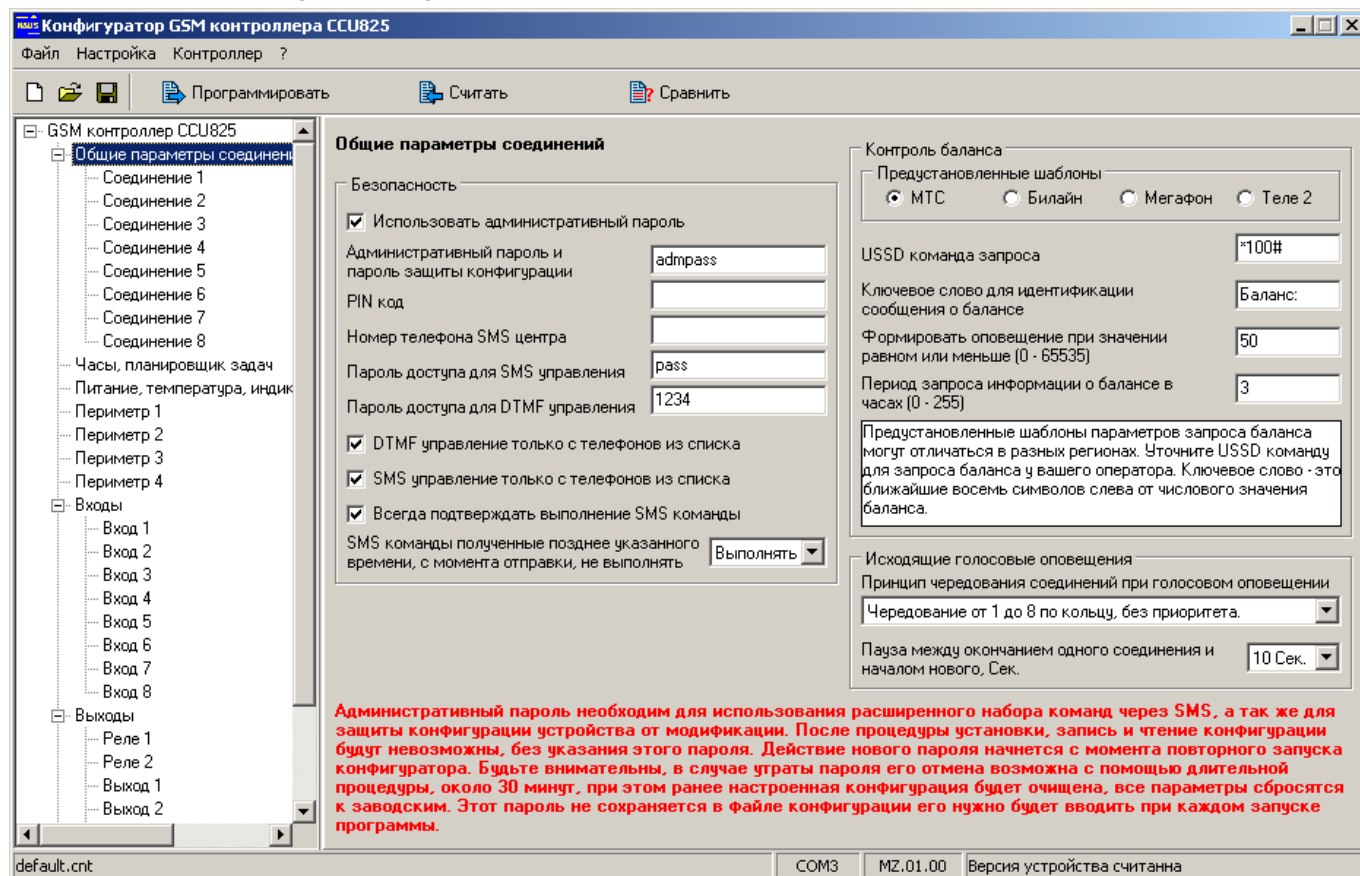 Конфигуратор GSM контроллера CCU825
Файл Настройка Контроллер ?
Программировать Считать Сравнить
GSM контроллер CCU825
Общие параметры соединени
Соединение 1
Соединение 2
Соединение 3
Соединение 4
Соединение 5
Соединение 6
Соединение 7
Соединение 8
Часы, планировщик задач
Питание, температура, индик
Периметр 1
Периметр 2
Периметр 3
Периметр 4
Входы
Вход 1
Вход 2
Вход 3
Вход 4
Вход 5
Вход 6
Вход 7
Вход 8
Выходы
Реле 1
Реле 2
Выход 1
Выход 2
Общие параметры соединений
Безопасность
Использовать административный пароль
Административный пароль и
пароль защиты конфигурации
admpass
PIN код
Номер телефона SMS центра
Пароль доступа для SMS управления
pass
Пароль доступа для DTMF управления
1234
DTMF управление только с телефонов из списка
SMS управление только с телефонов из списка
Всегда подтверждать выполнение SMS команды
SMS команды полученные позднее указанного
времени, с момента отправки, не выполнять
Выполнять
Контроль баланса
Предустановленные шаблоны
МТС Билайн Мегафон Теле 2
USSD команда запроса
*100#
Ключевое слово для идентификации
сообщения о балансе
Баланс:
Формировать оповещение при значении
равном или меньше (0 - 65535)
50
Период запроса информации о балансе в
часах (0 - 255)
3
Предустановленные шаблоны параметров запроса баланса
могут отличаться в разных регионах. Уточните USSD команду
для запроса баланса у вашего оператора. Ключевое слово - это
ближайшие восемь символов слева от числового значения
баланса.
Исходящие голосовые оповещения
Принцип чередования соединений при голосовом оповещении
Чередование от 1 до 8 по кольцу, без приоритета.
Пауза между окончанием одного соединения и
началом нового, Сек.
10 Сек.
Административный пароль необходим для использования расширенного набора команд через SMS, а так же для
защиты конфигурации устройства от модификации. После процедуры установки, запись и чтение конфигурации
будут невозможны, без указания этого пароля. Действие нового пароля начнется с момента повторного запуска
конфигуратора. Будьте внимательны, в случае утраты пароля его отмена возможна с помощью длительной
процедуры, около 30 минут, при этом ранее настроенная конфигурация будет очищена, все параметры сбросятся
к заводским. Этот пароль не сохраняется в файле конфигурации его нужно будет вводить при каждом запуске
программы.
default.cnt COM3 MZ.01.00 Версия устройства считанна